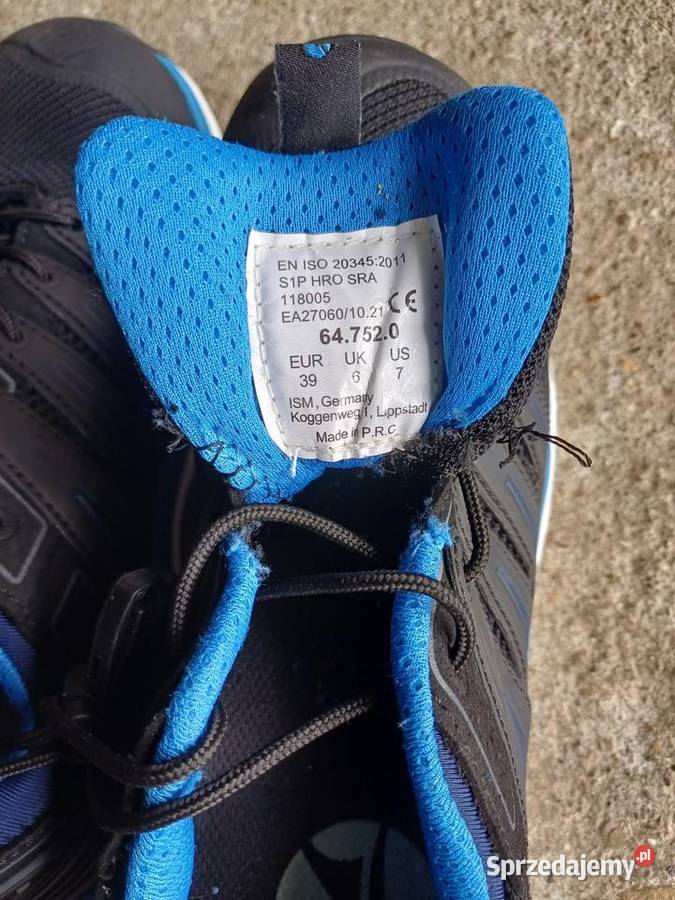 EN ISO 20345:2011
S1P HRO SRA
118005
EA27060/10.21 CE
64.752.0
EUR UK US
39 6 7
ISM, Germany
Koggenweg 1, Lippstadt
Made in P.R.C
Sprzedajemy.pl